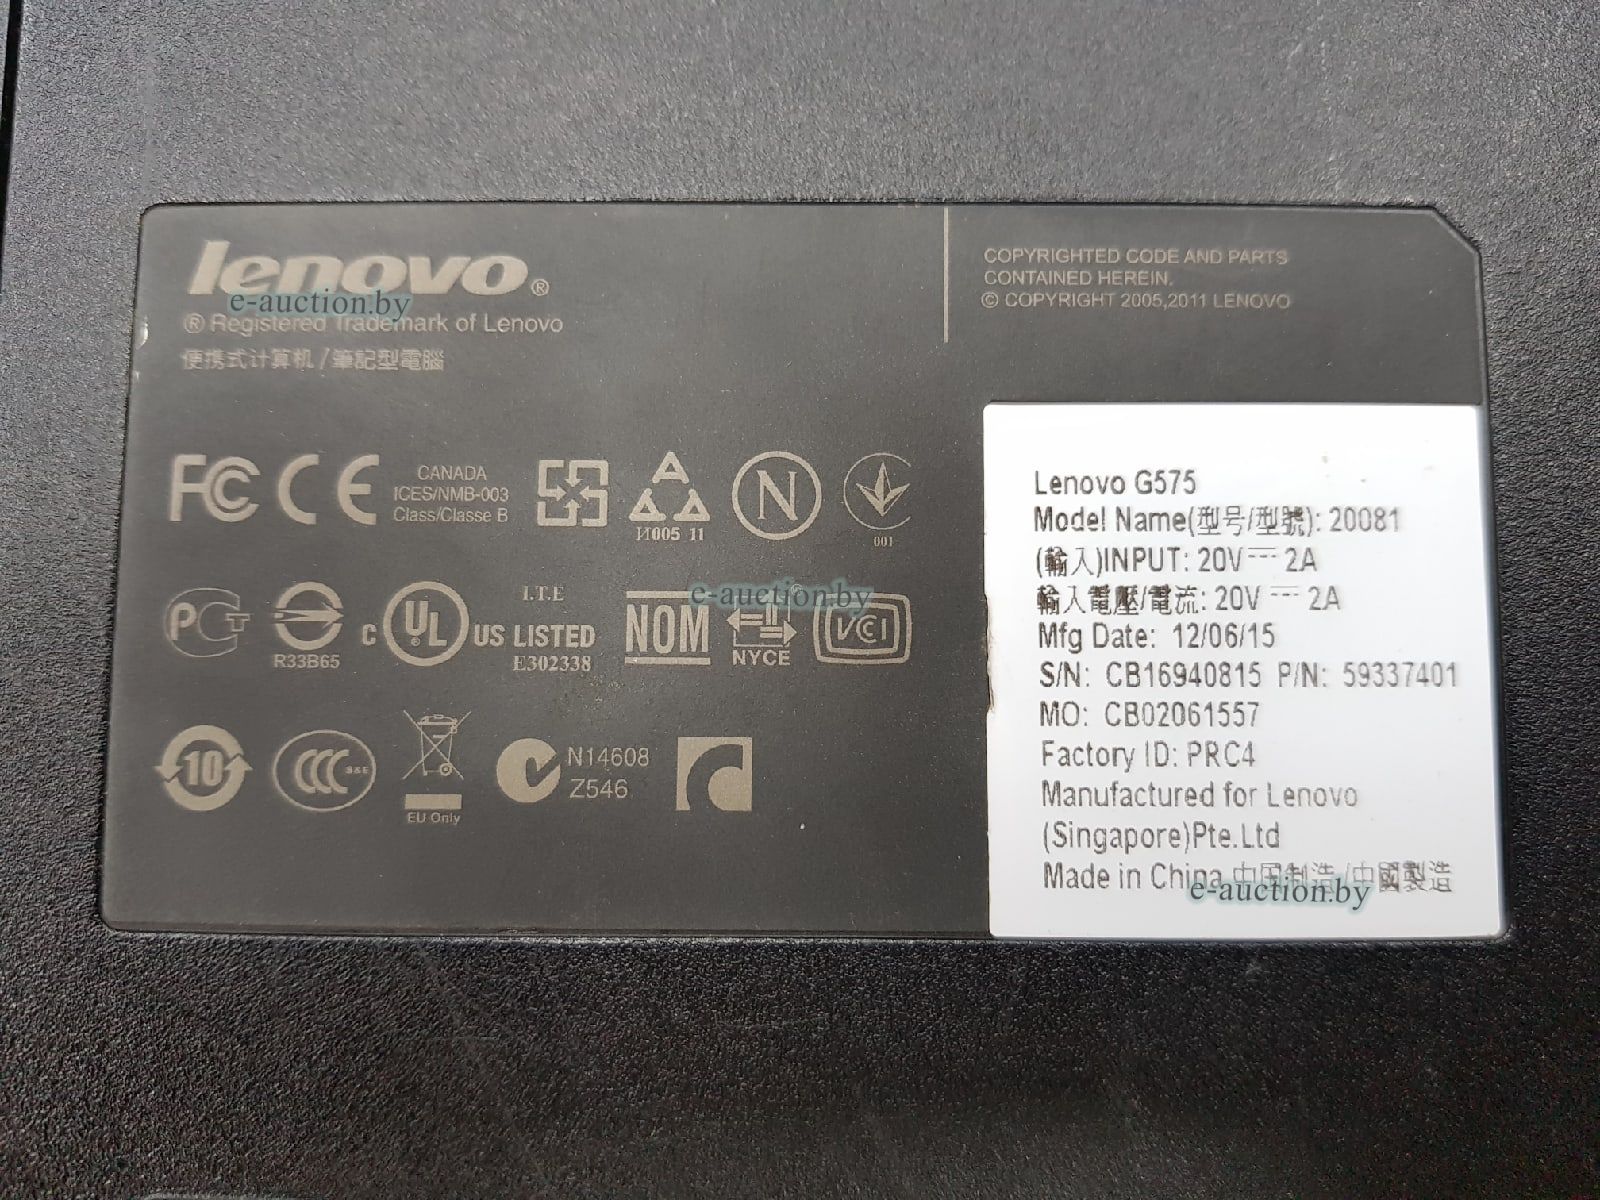 lenovo®
e-auction.by
® Registered Trademark of Lenovo
便携式计算机 / 筆記型電腦
COPYRIGHTED CODE AND PARTS
CONTAINED HEREIN.
© COPYRIGHT 2005,2011 LENOVO
FC CE
CANADA
ICES/NMB-003
Class/Classe B
A
И005 11
N
001
PCT
R33B65
C UL ® US LISTED
I.T.E
E302338
NOM
e-auction.by
®
NYCE
VCI
10
CCC S&E
EU Only
N14608
Z546
Lenovo G575
Model Name(型号/型號): 20081
(輸入)INPUT: 20V⎓ 2A
輸入電壓/電流: 20V ⎓ 2A
Mfg Date: 12/06/15
S/N: CB16940815 P/N: 59337401
MO: CB02061557
Factory ID: PRC4
Manufactured for Lenovo
(Singapore)Pte.Ltd
Made in China 中国制造/中國製造
e-auction.by